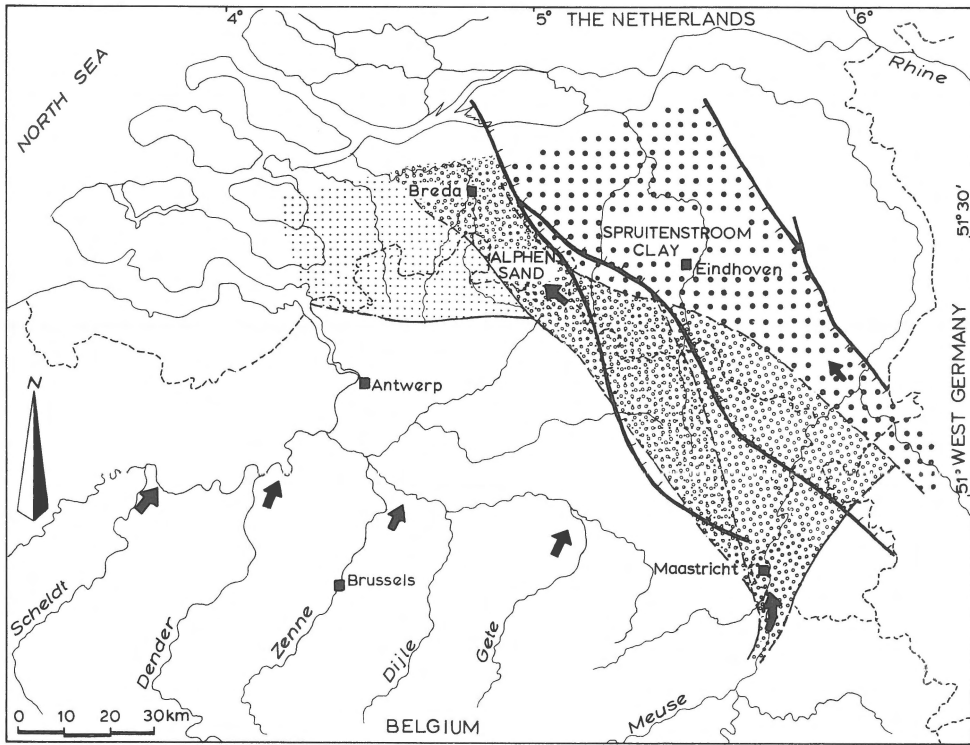 4°
5°
THE NETHERLANDS
6°
NORTH SEA
Rhine
Breda
51°30'
SPRUITENSTROOM
CLAY
ALPHEN
SAND
Eindhoven
Antwerp
N
51°
WEST GERMANY
Maastricht
Brussels
Scheldt
Dender
Zenne
Dijle
Gete
Meuse
0 10 20 30km
BELGIUM